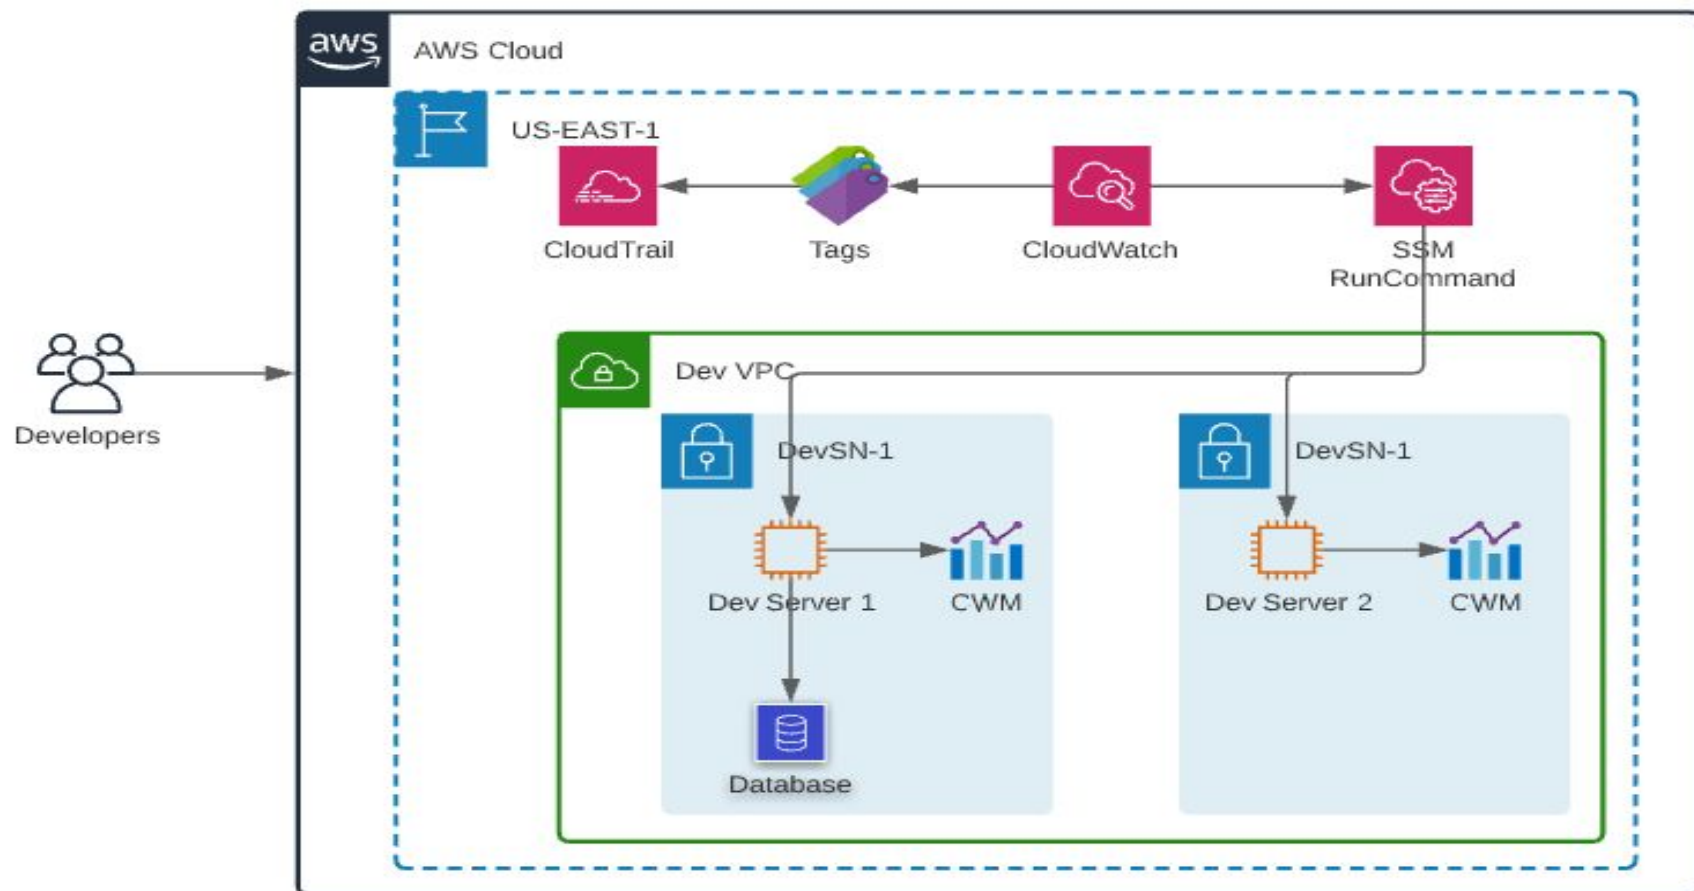 aws
AWS Cloud
US-EAST-1
CloudTrail
Tags
CloudWatch
SSM
RunCommand
Developers
Dev VPC
DevSN-1
DevSN-1
Dev Server 1
CWM
Dev Server 2
CWM
Database